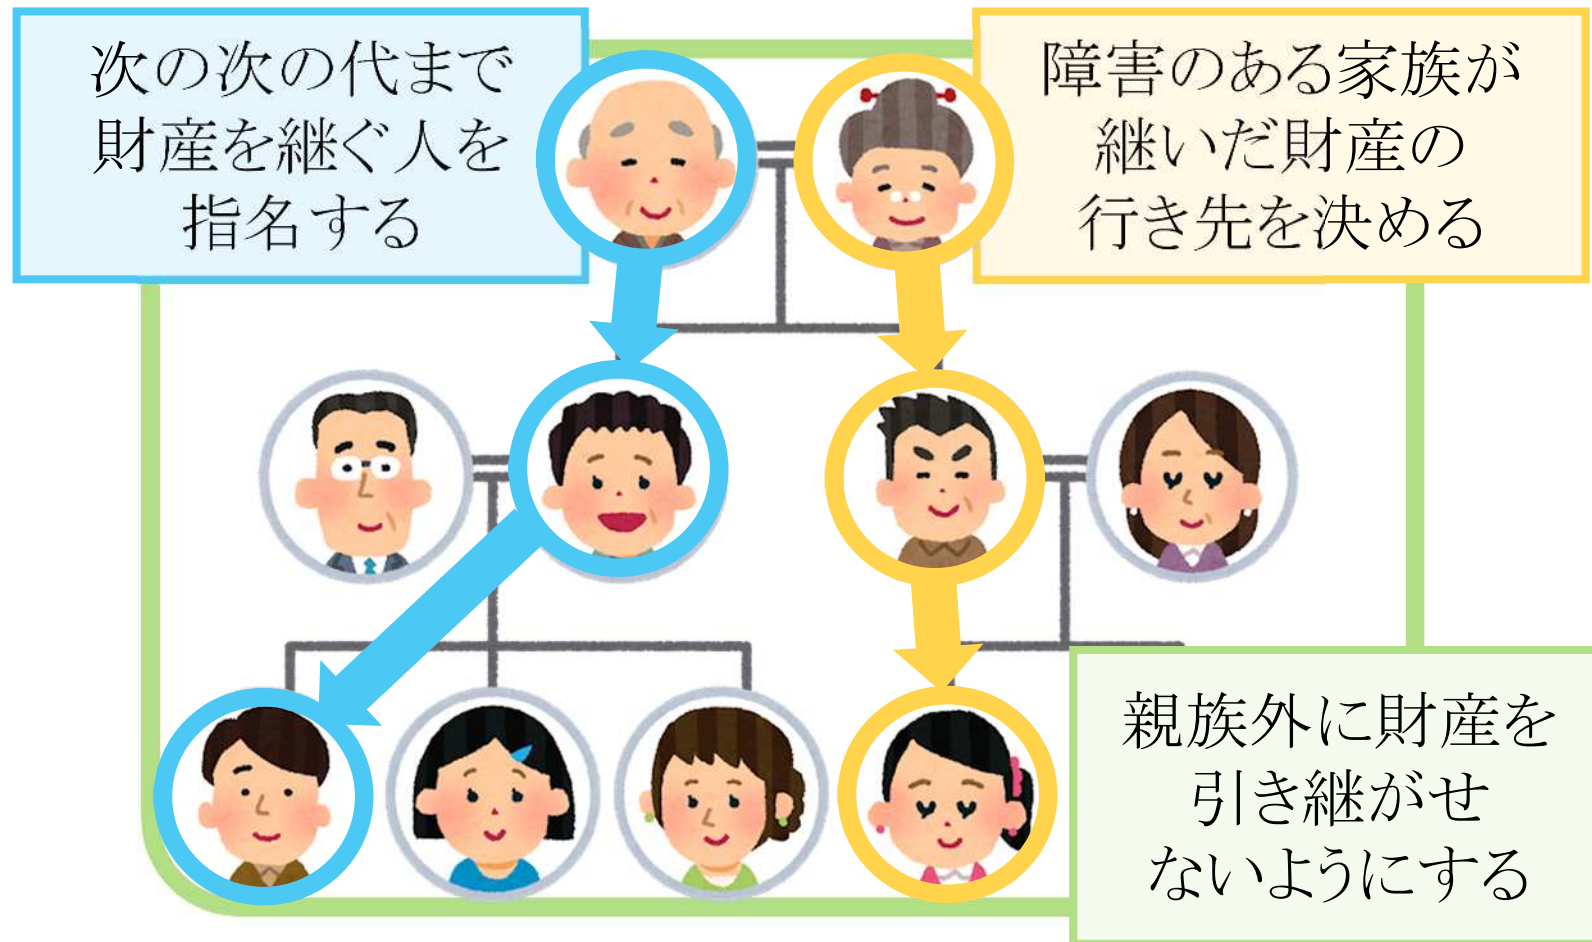 次の次の代まで
財産を継ぐ人を
指名する
障害のある家族が
継いだ財産の
行き先を決める
親族外に財産を
引き継がせ
ないようにする